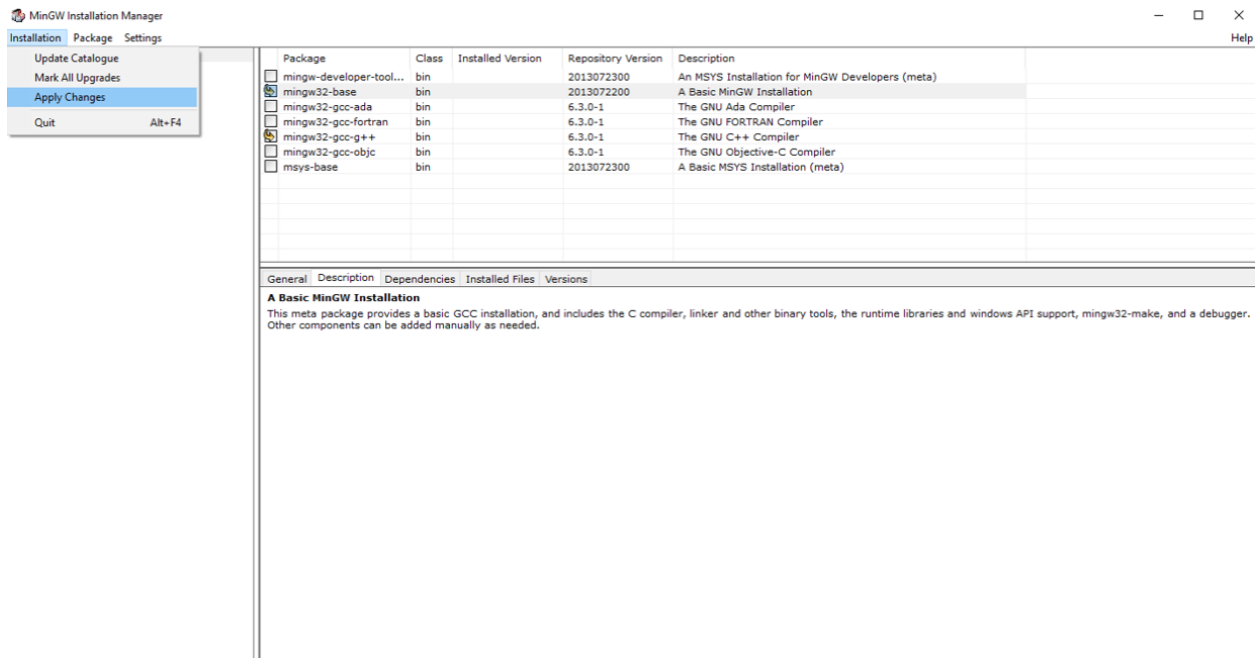 MinGW Installation Manager
Installation Package Settings Help
Update Catalogue
Mark All Upgrades
Apply Changes
Quit Alt+F4
Package Class Installed Version Repository Version Description
mingw-developer-tool... bin 2013072300 An MSYS Installation for MinGW Developers (meta)
mingw32-base bin 2013072200 A Basic MinGW Installation
mingw32-gcc-ada bin 6.3.0-1 The GNU Ada Compiler
mingw32-gcc-fortran bin 6.3.0-1 The GNU FORTRAN Compiler
mingw32-gcc-g++ bin 6.3.0-1 The GNU C++ Compiler
mingw32-gcc-objc bin 6.3.0-1 The GNU Objective-C Compiler
msys-base bin 2013072300 A Basic MSYS Installation (meta)
General Description Dependencies Installed Files Versions
A Basic MinGW Installation
This meta package provides a basic GCC installation, and includes the C compiler, linker and other binary tools, the runtime libraries and windows API support, mingw32-make, and a debugger.
Other components can be added manually as needed.